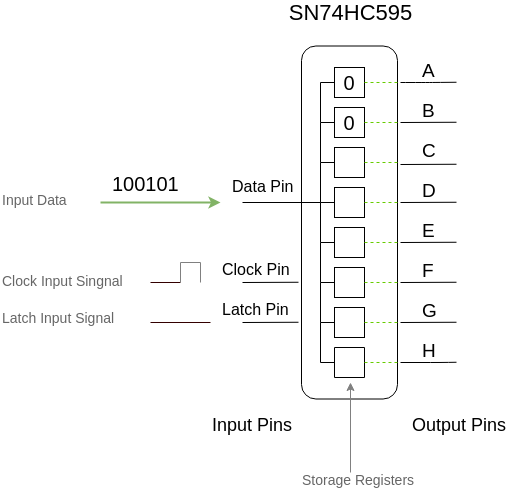 SN74HC595
A
0
B
0
C
100101
Data Pin
D
Input Data
E
Clock Pin
F
Clock Input Singnal
Latch Pin
G
Latch Input Signal
H
Input Pins
Output Pins
Storage Registers